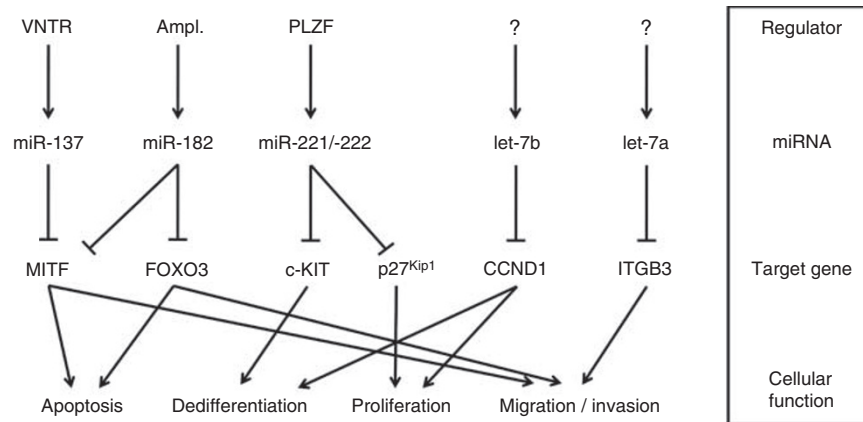 VNTR Ampl. PLZF ? ? Regulator
miR-137 miR-182 miR-221/-222 let-7b let-7a miRNA
MITF FOXO3 c-KIT p27Kip1 CCND1 ITGB3 Target gene
Apoptosis Dedifferentiation Proliferation Migration / invasion Cellular
function